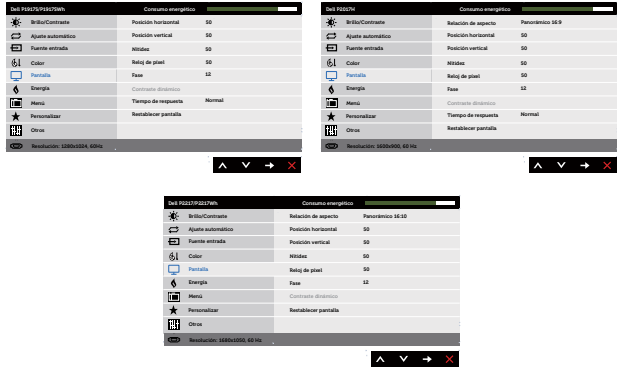 Dell P1917S/P1917SWh Consumo energético
Brillo/Contraste Posición horizontal 50
Ajuste automático Posición vertical 50
Fuente entrada Nitidez 50
Color Reloj de píxel 50
Pantalla Fase 12
Energía Contraste dinámico
Menú Tiempo de respuesta Normal
Personalizar Restablecer pantalla
Otros
Resolución: 1280x1024, 60Hz
Dell P2017H Consumo energético
Brillo/Contraste Relación de aspecto Panorámico 16:9
Ajuste automático Posición horizontal 50
Fuente entrada Posición vertical 50
Color Nitidez 50
Pantalla Reloj de píxel 50
Energía Fase 12
Menú Contraste dinámico
Personalizar Tiempo de respuesta Normal
Otros Restablecer pantalla
Resolución: 1600x900, 60 Hz
Dell P2217/P2217Wh Consumo energético
Brillo/Contraste Relación de aspecto Panorámico 16:10
Ajuste automático Posición horizontal 50
Fuente entrada Posición vertical 50
Color Nitidez 50
Pantalla Reloj de píxel 50
Energía Fase 12
Menú Contraste dinámico
Personalizar Restablecer pantalla
Otros
Resolución: 1680x1050, 60 Hz